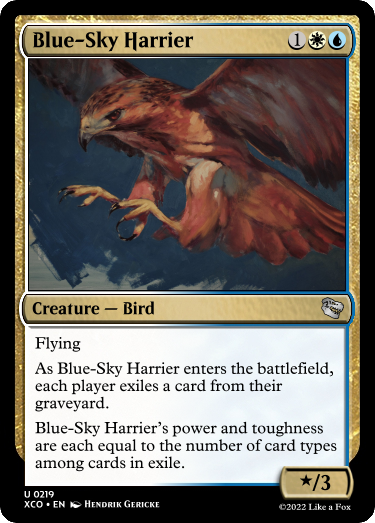 Blue-Sky Harrier 1
Creature — Bird
Flying
As Blue-Sky Harrier enters the battlefield,
each player exiles a card from their
graveyard.
Blue-Sky Harrier's power and toughness
are each equal to the number of card types
among cards in exile.
★/3
U 0219
XCO • EN Hendrik Gericke
©2022 Like a Fox